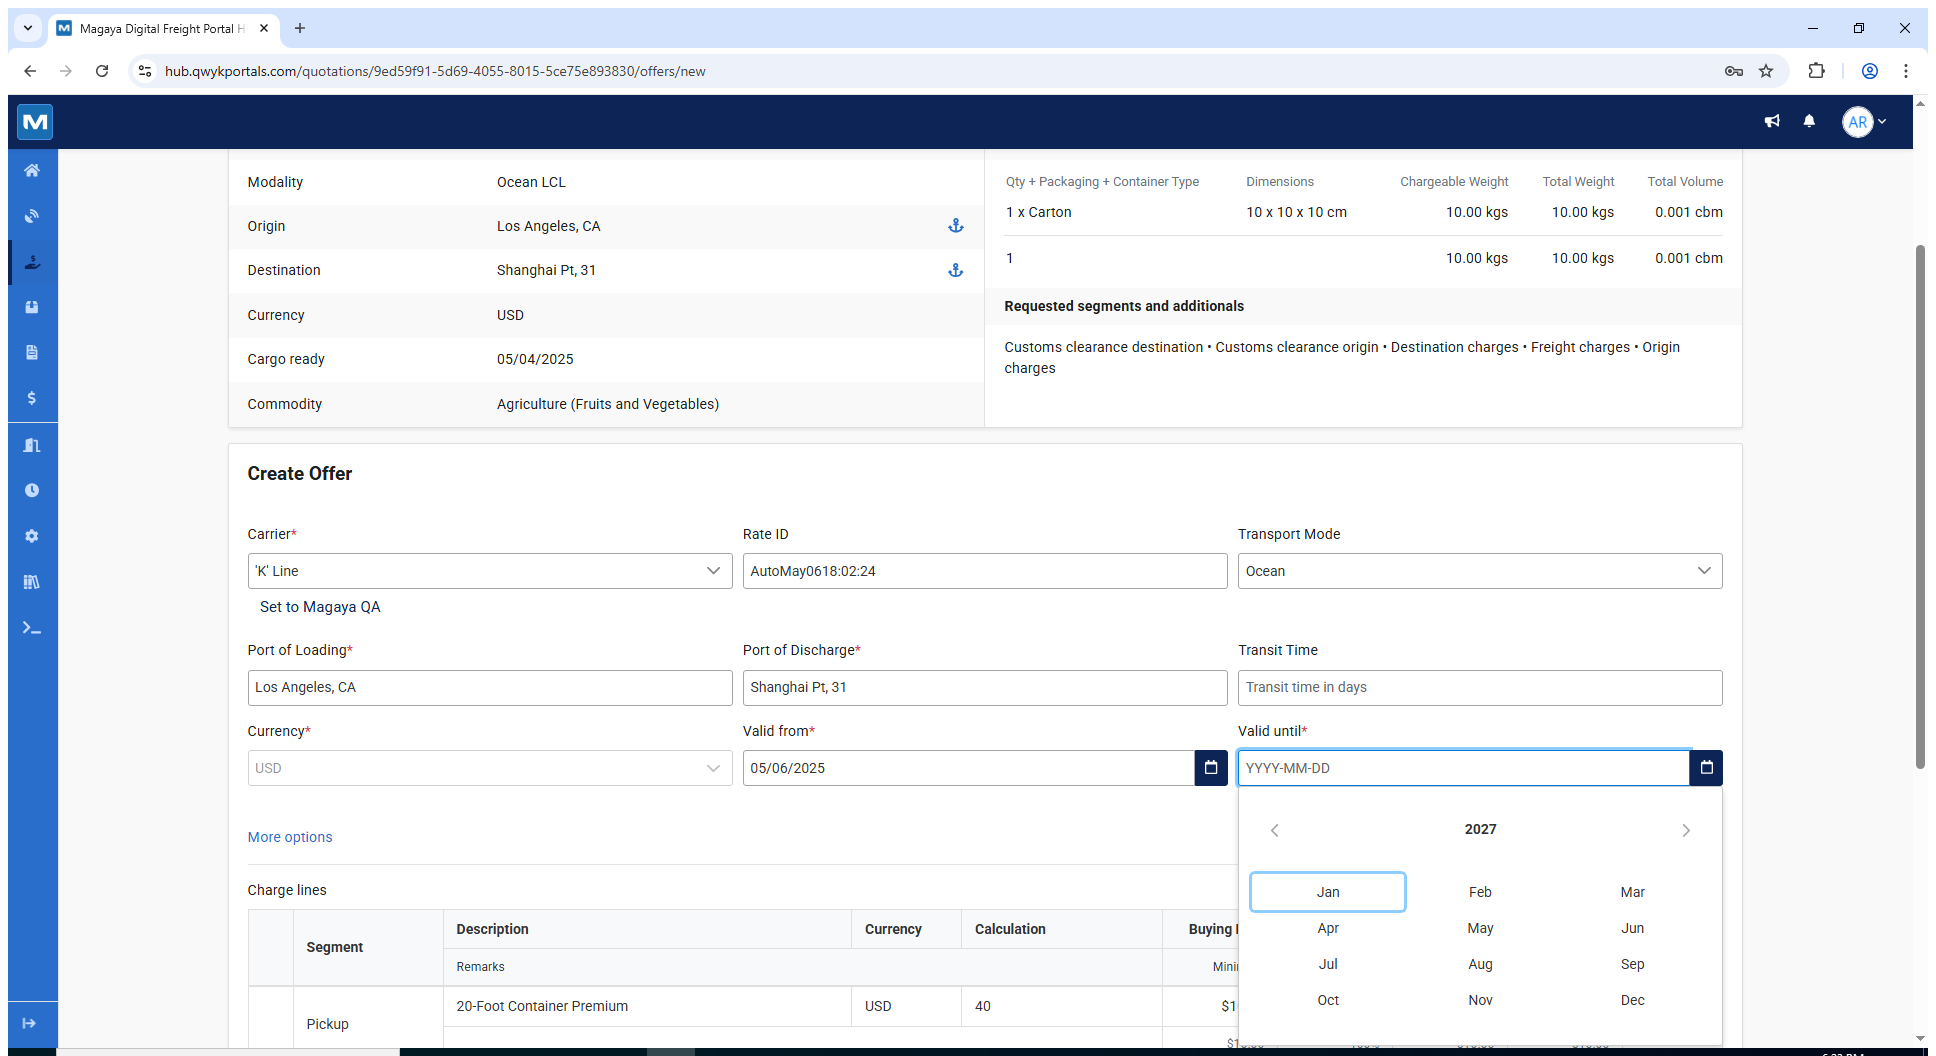 Magaya Digital Freight Portal H
hub.qwykportals.com/quotations/9ed59f91-5d69-4055-8015-5ce75e893830/offers/new
AR
Modality Ocean LCL
Origin Los Angeles, CA
Destination Shanghai Pt, 31
Currency USD
Cargo ready 05/04/2025
Commodity Agriculture (Fruits and Vegetables)
Qty + Packaging + Container Type Dimensions Chargeable Weight Total Weight Total Volume
1 x Carton 10 x 10 x 10 cm 10.00 kgs 10.00 kgs 0.001 cbm
1 10.00 kgs 10.00 kgs 0.001 cbm
Requested segments and additionals
Customs clearance destination • Customs clearance origin • Destination charges • Freight charges • Origin
charges
Create Offer
Carrier* Rate ID Transport Mode
'K' Line AutoMay0618:02:24 Ocean
Set to Magaya QA
Port of Loading* Port of Discharge* Transit Time
Los Angeles, CA Shanghai Pt, 31 Transit time in days
Currency* Valid from* Valid until*
USD 05/06/2025 YYYY-MM-DD
More options
2027
Jan Feb Mar
Apr May Jun
Jul Aug Sep
Oct Nov Dec
Charge lines
Segment Description Currency Calculation Buying
Remarks
20-Foot Container Premium USD 40
Pickup